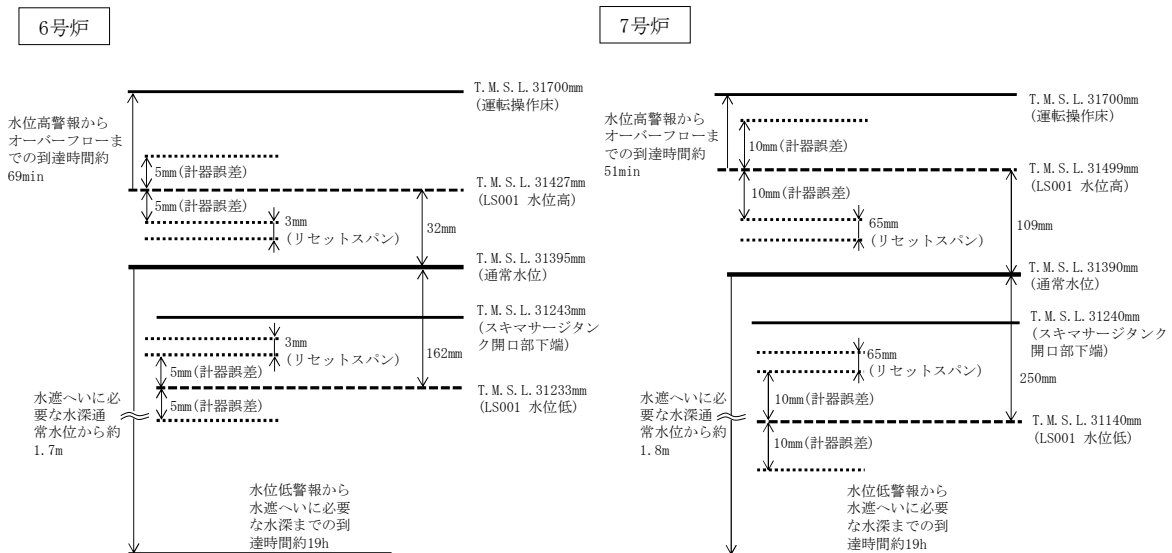 6号炉
T.M.S.L.31700mm
(運転操作床)
水位高警報から
オーバーフローま
での到達時間約
69min
5mm(計器誤差)
T.M.S.L.31427mm
(LS001 水位高)
5mm(計器誤差)
3mm
(リセットスパン)
32mm
T.M.S.L.31395mm
(通常水位)
T.M.S.L.31243mm
(スキマサージタン
ク開口部下端)
3mm
(リセットスパン)
162mm
5mm(計器誤差)
T.M.S.L.31233mm
(LS001 水位低)
5mm(計器誤差)
水遮へいに必
要な水深通
常水位から約
1.7m
水位低警報から
水遮へいに必要
な水深までの到
達時間約19h
7号炉
T.M.S.L.31700mm
(運転操作床)
水位高警報から
オーバーフローま
での到達時間約
51min
10mm(計器誤差)
T.M.S.L.31499mm
(LS001 水位高)
10mm(計器誤差)
65mm
(リセットスパン)
109mm
T.M.S.L.31390mm
(通常水位)
T.M.S.L.31240mm
(スキマサージタンク
開口部下端)
65mm
(リセットスパン)
250mm
10mm(計器誤差)
T.M.S.L.31140mm
(LS001 水位低)
10mm(計器誤差)
水遮へいに必
要な水深通
常水位から約
1.8m
水位低警報から
水遮へいに必要
な水深までの到
達時間約19h